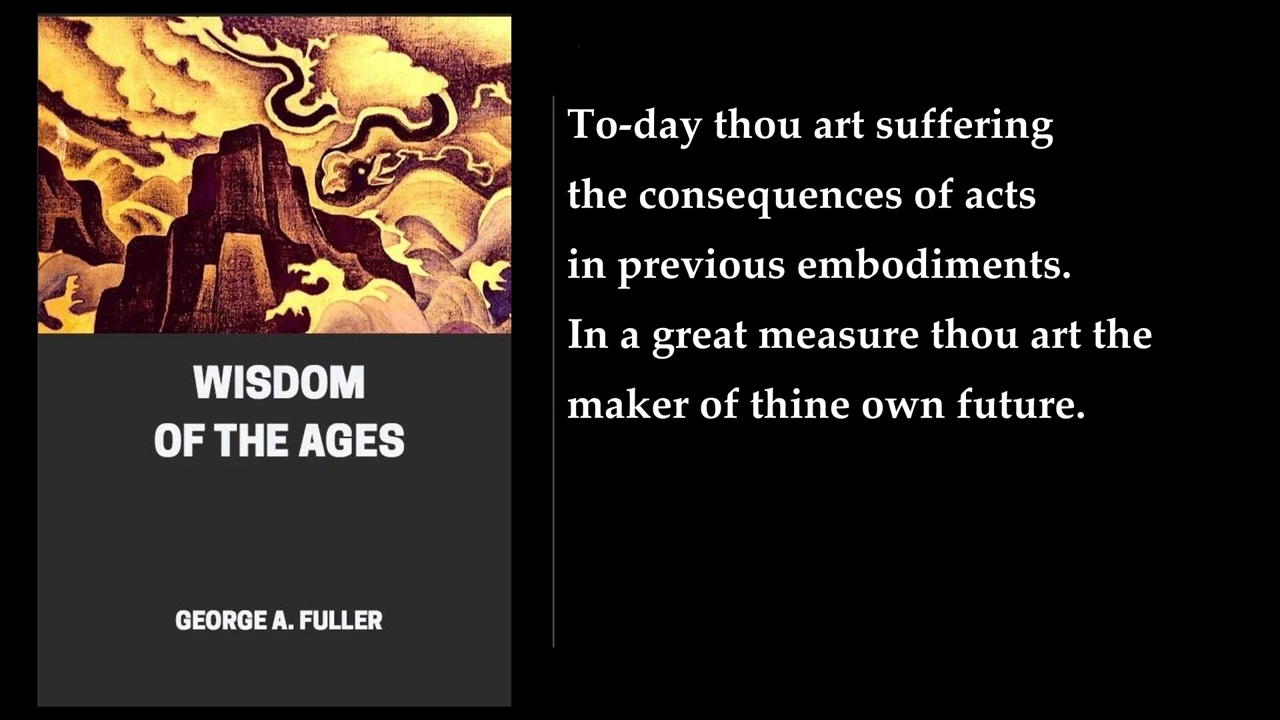 WISDOM
OF THE AGES
GEORGE A. FULLER
To-day thou art suffering
the consequences of acts
in previous embodiments.
In a great measure thou art the
maker of thine own future.